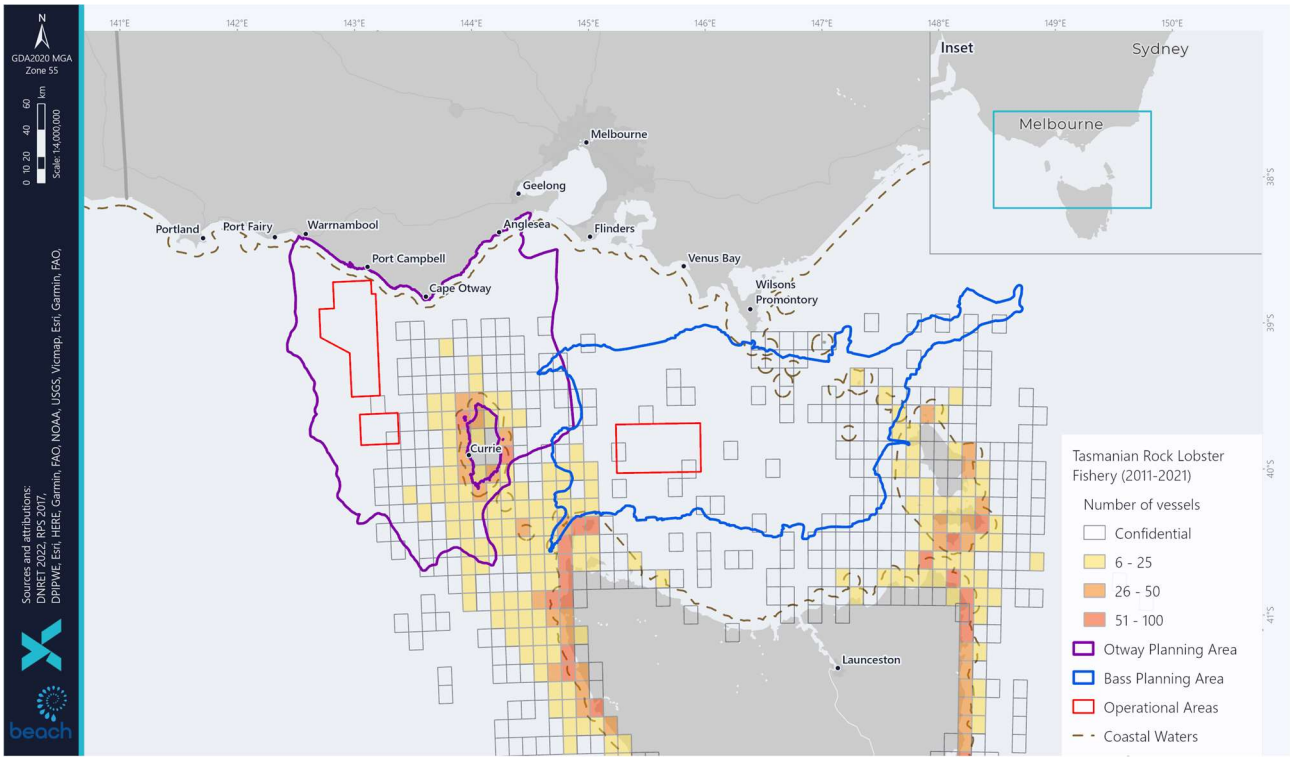 N
GDA2020 MGA
Zone 55
0 10 20 40 60
km
Scale: 1:4,000,000
Sources and attributions:
DNRET 2022, RPS 2017,
DPIPWE, Esri, HERE, Garmin, FAO, NOAA, USGS, Vicmap, Esri, Garmin, FAO,
beach
141°E 142°E 143°E 144°E 145°E 146°E 147°E 148°E 149°E 150°E
Inset
Sydney
Melbourne
38°S
39°S
40°S
41°S
Melbourne
Geelong
Portland
Port Fairy
Warrnambool
Anglesea
Flinders
Port Campbell
Venus Bay
Cape Otway
Wilsons
Promontory
Currie
Launceston
Tasmanian Rock Lobster
Fishery (2011-2021)
Number of vessels
Confidential
6 - 25
26 - 50
51 - 100
Otway Planning Area
Bass Planning Area
Operational Areas
Coastal Waters